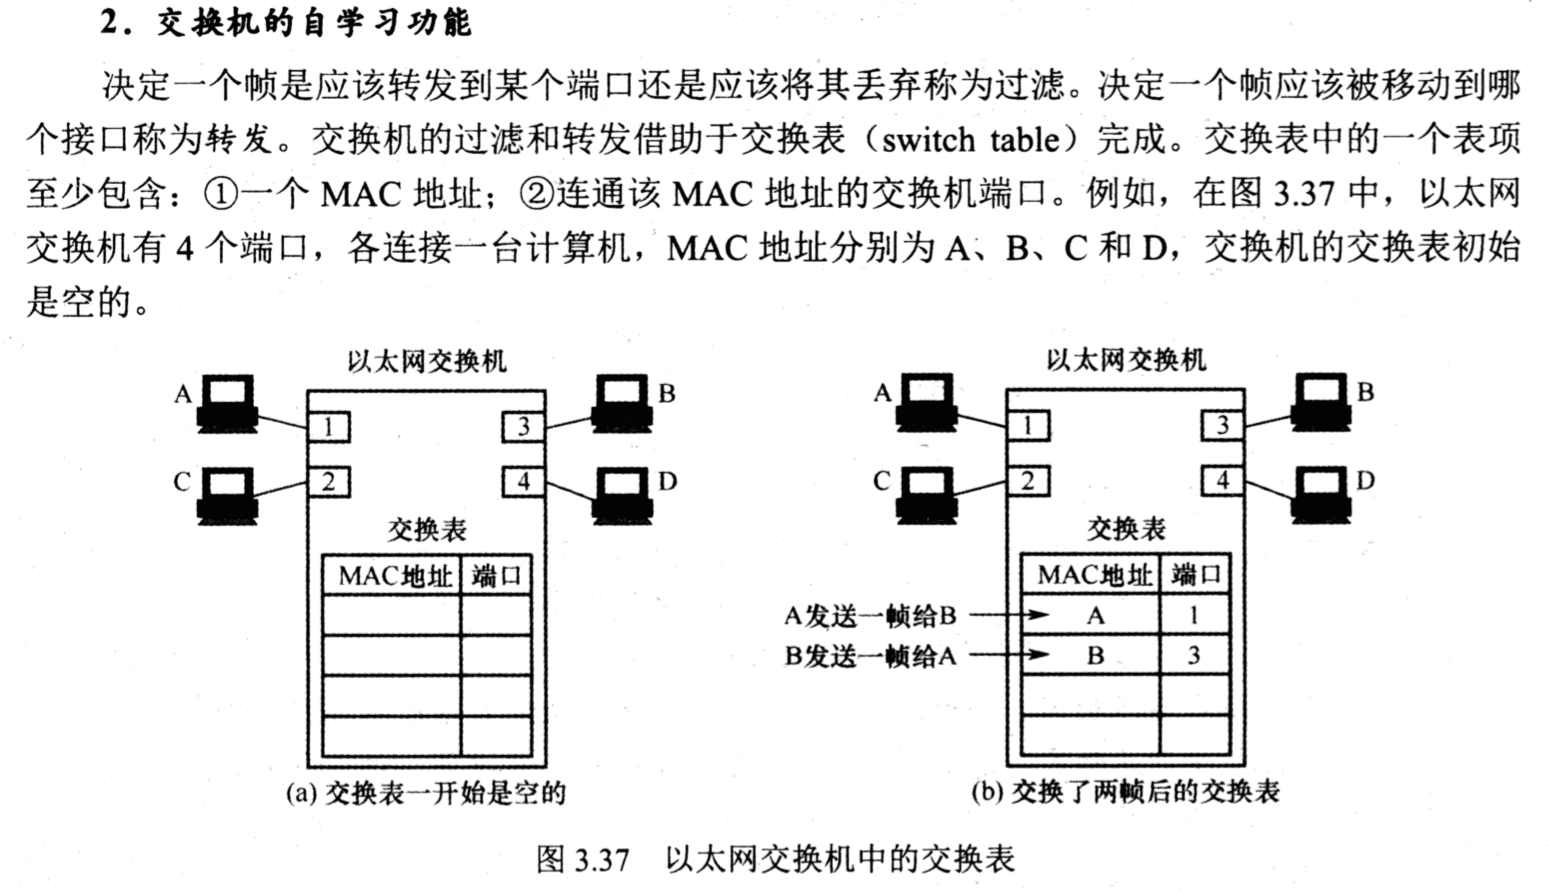 2．交换机的自学习功能
决定一个帧是应该转发到某个端口还是应该将其丢弃称为过滤。决定一个帧应该被移动到哪
个接口称为转发。交换机的过滤和转发借助于交换表（switch table）完成。交换表中的一个表项
至少包含：①一个 MAC 地址；②连通该 MAC 地址的交换机端口。例如，在图 3.37 中，以太网
交换机有 4 个端口，各连接一台计算机，MAC 地址分别为 A、B、C 和 D，交换机的交换表初始
是空的。
以太网交换机
A
1
3
B
C
2
4
D
交换表
MAC地址 端口
(a) 交换表一开始是空的
以太网交换机
A
1
3
B
C
2
4
D
交换表
MAC地址 端口
A发送一帧给B A 1
B发送一帧给A B 3
(b) 交换了两帧后的交换表
图 3.37 以太网交换机中的交换表